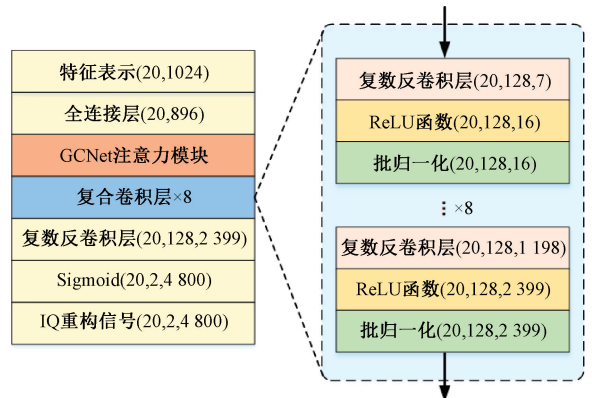 特征表示(20,1024)
全连接层(20,896)
GCNet注意力模块
复合卷积层×8
复数反卷积层(20,128,2 399)
Sigmoid(20,2,4 800)
IQ重构信号(20,2,4 800)
复数反卷积层(20,128,7)
ReLU函数(20,128,16)
批归一化(20,128,16)
⋮ ×8
复数反卷积层(20,128,1 198)
ReLU函数(20,128,2 399)
批归一化(20,128,2 399)